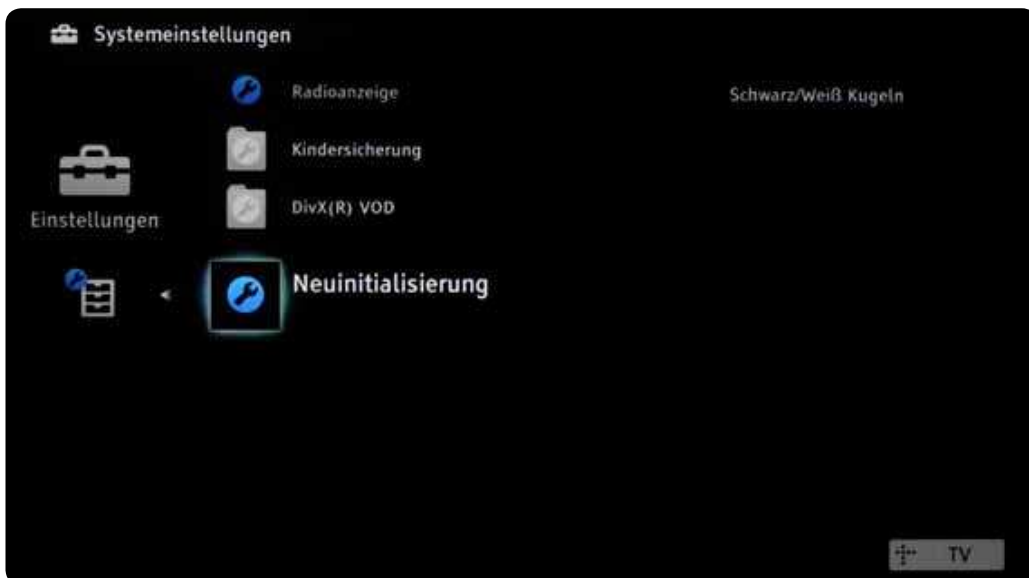 Systemeinstellungen
Radioanzeige
Schwarz/Weiß Kugeln
Kindersicherung
DivX(R) VOD
Einstellungen
Neuinitialisierung
TV